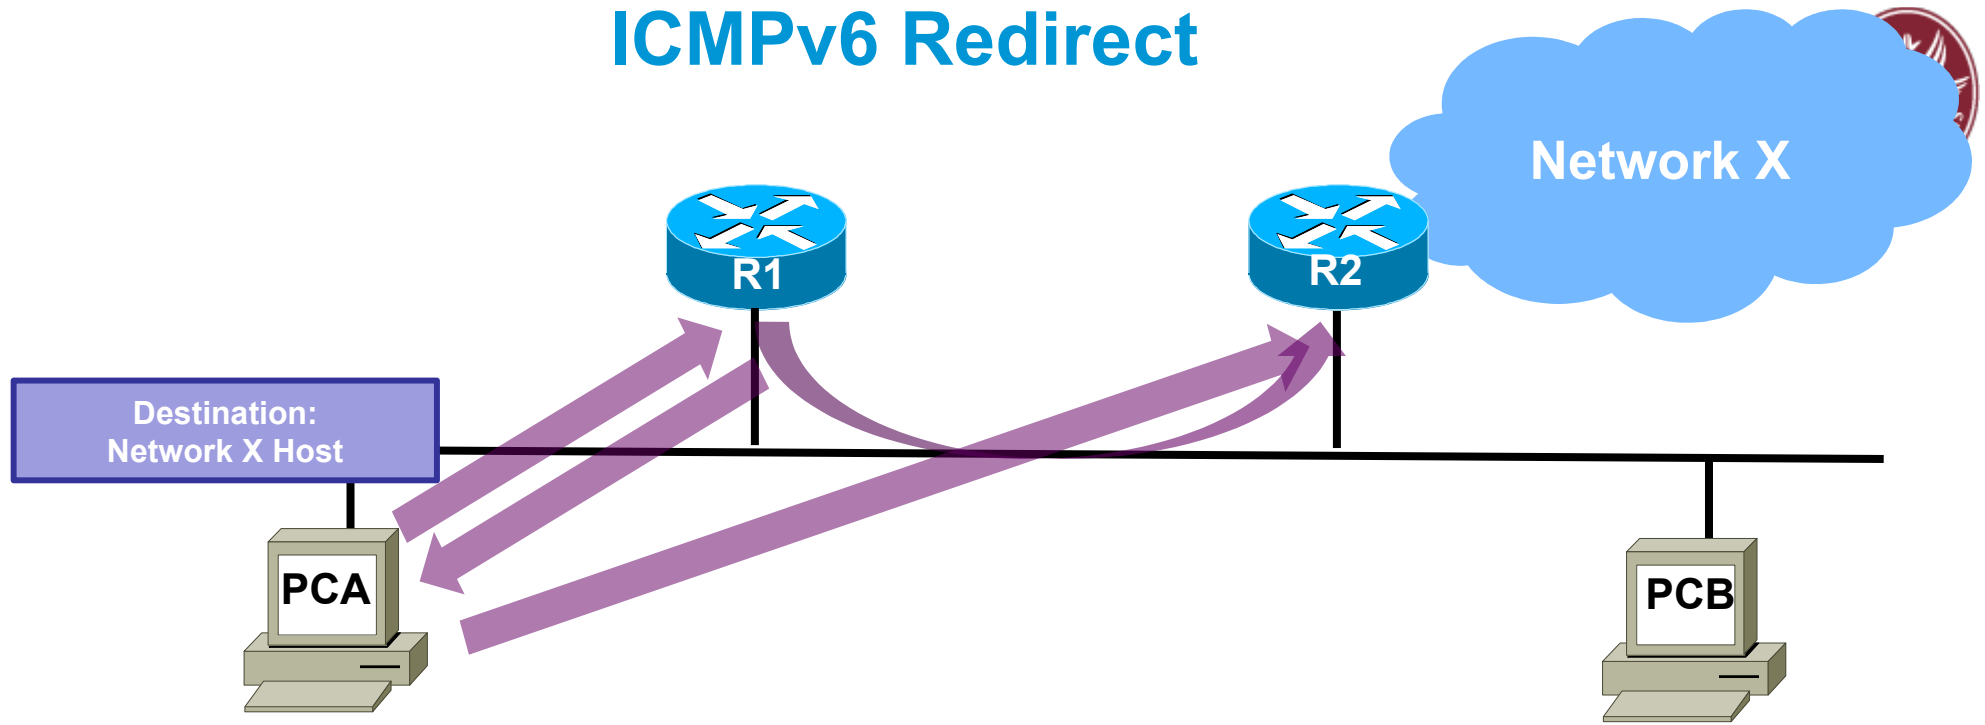 ICMPv6 Redirect
Network X
R1
R2
Destination:
Network X Host
PCA
PCB